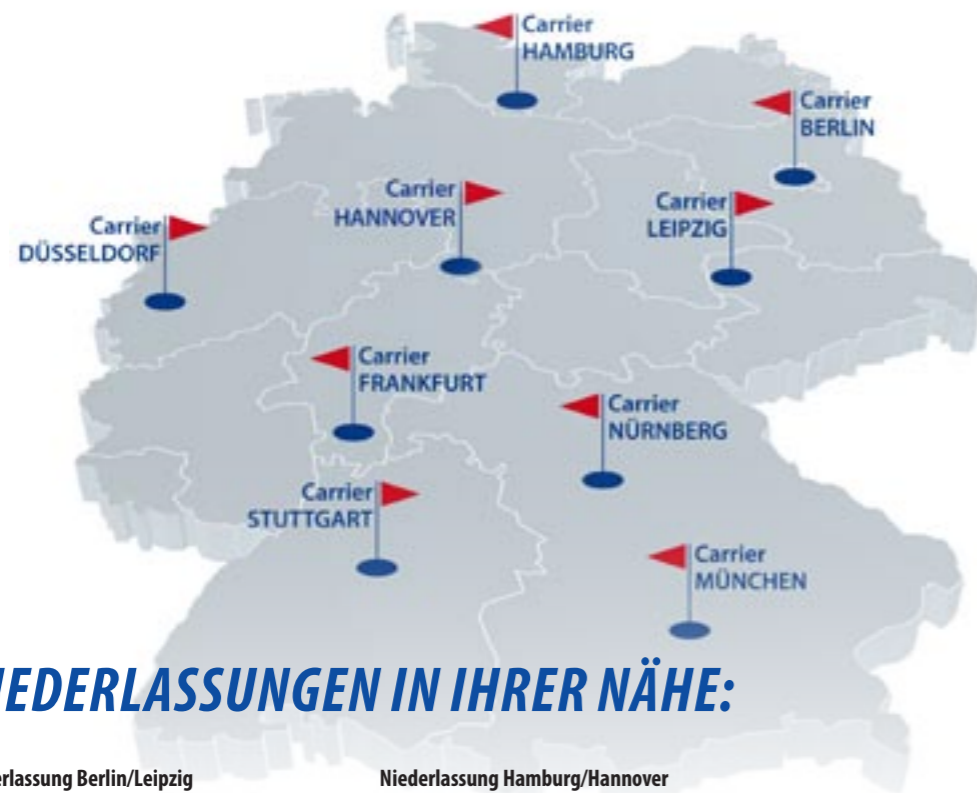 Carrier
HAMBURG
Carrier
BERLIN
Carrier
HANNOVER
Carrier
LEIPZIG
Carrier
DÜSSELDORF
Carrier
FRANKFURT
Carrier
NÜRNBERG
Carrier
STUTTGART
Carrier
MÜNCHEN
IEDERLASSUNGEN IN IHRER NÄHE:
erlassung Berlin/Leipzig
Niederlassung Hamburg/Hannover